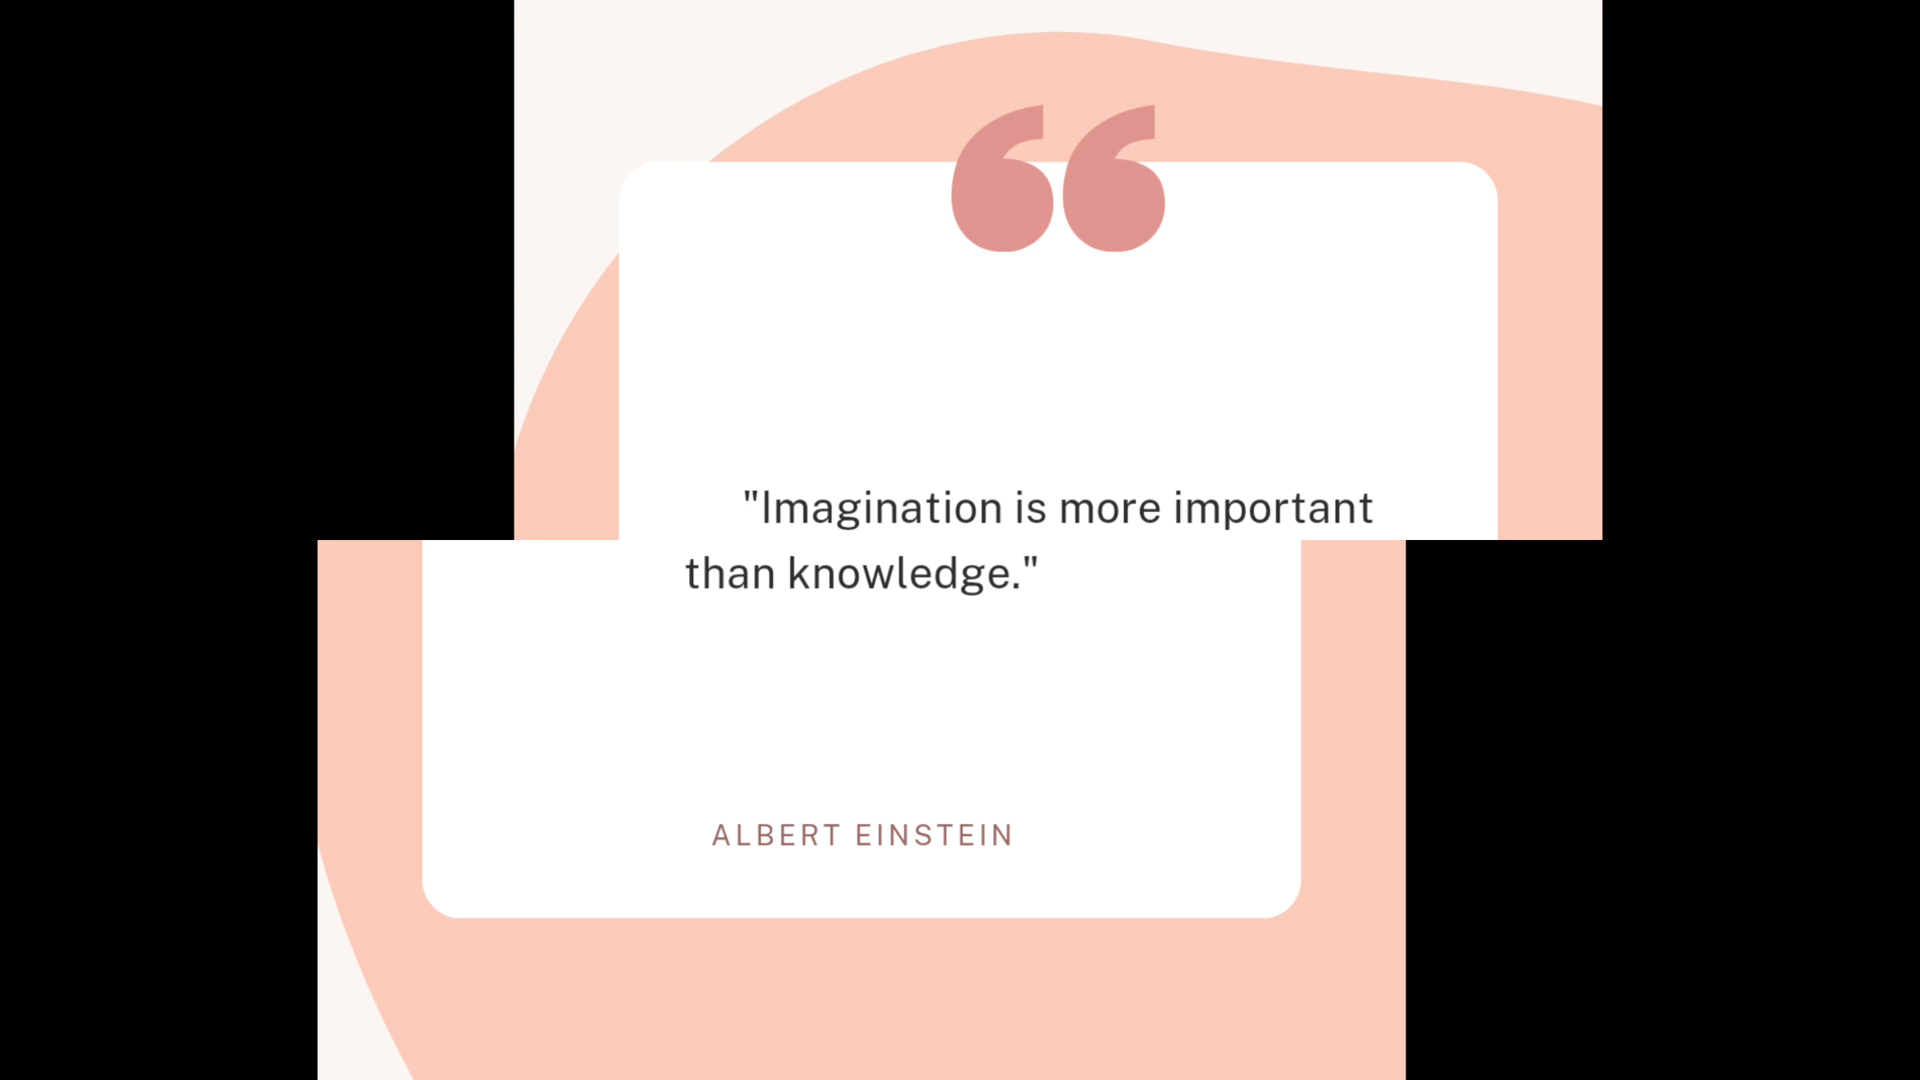 "Imagination is more important
than knowledge."
ALBERT EINSTEIN